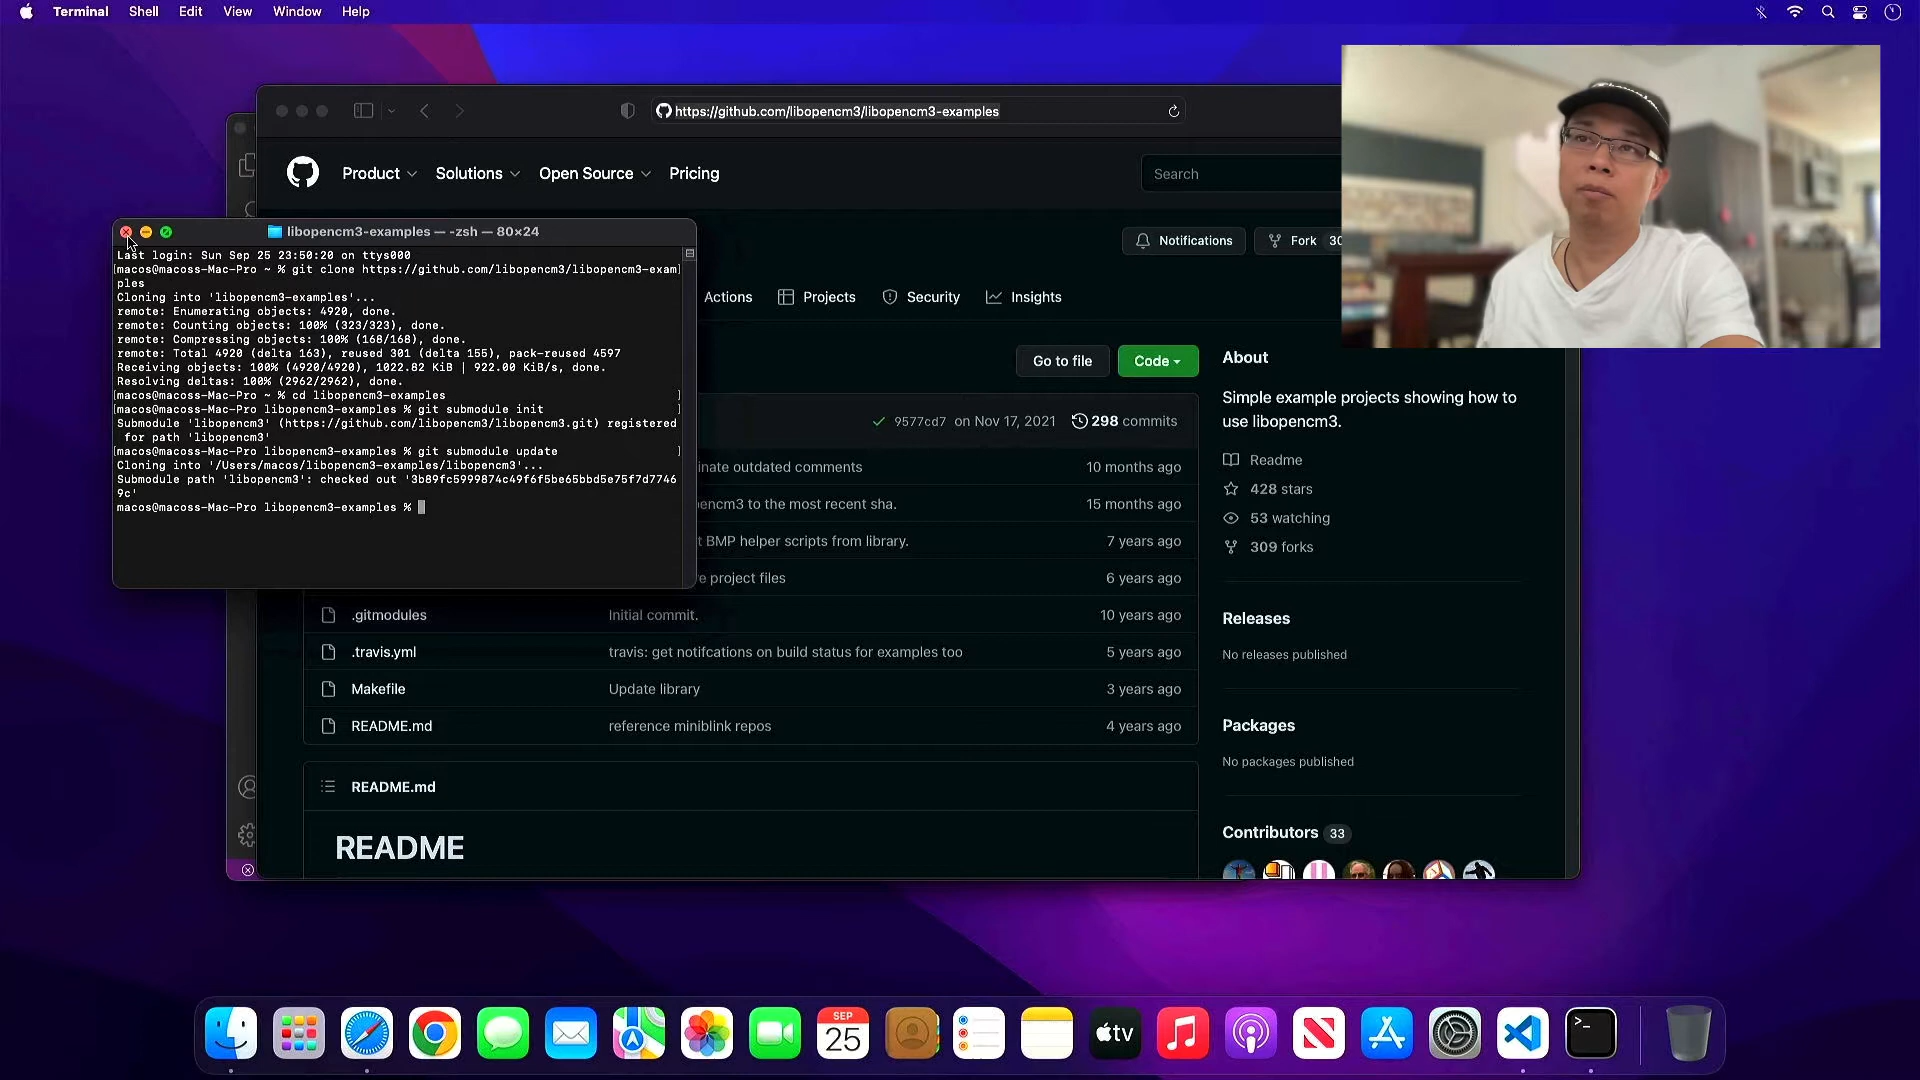 Terminal Shell Edit View Window Help
https://github.com/libopencm3/libopencm3-examples
Product Solutions Open Source Pricing
Search
Notifications Fork 30
libopencm3-examples — -zsh — 80×24
Last login: Sun Sep 25 23:50:20 on ttys000
[macos@macoss-Mac-Pro ~ % git clone https://github.com/libopencm3/libopencm3-exam]
ples
Cloning into 'libopencm3-examples'...
remote: Enumerating objects: 4920, done.
remote: Counting objects: 100% (323/323), done.
remote: Compressing objects: 100% (168/168), done.
remote: Total 4920 (delta 163), reused 301 (delta 155), pack-reused 4597
Receiving objects: 100% (4920/4920), 1022.82 KiB | 922.00 KiB/s, done.
Resolving deltas: 100% (2962/2962), done.
[macos@macoss-Mac-Pro ~ % cd libopencm3-examples ]
[macos@macoss-Mac-Pro libopencm3-examples % git submodule init ]
Submodule 'libopencm3' (https://github.com/libopencm3/libopencm3.git) registered
for path 'libopencm3'
[macos@macoss-Mac-Pro libopencm3-examples % git submodule update ]
Cloning into '/Users/macos/libopencm3-examples/libopencm3'...
Submodule path 'libopencm3': checked out '3b89fc5999874c49f6f5be65bbd5e75f7d7746
9c'
macos@macoss-Mac-Pro libopencm3-examples %
Actions Projects Security Insights
Go to file Code
9577cd7 on Nov 17, 2021 298 commits
inate outdated comments 10 months ago
encm3 to the most recent sha. 15 months ago
t BMP helper scripts from library. 7 years ago
e project files 6 years ago
.gitmodules Initial commit. 10 years ago
.travis.yml travis: get notifcations on build status for examples too 5 years ago
Makefile Update library 3 years ago
README.md reference miniblink repos 4 years ago
README.md
README
About
Simple example projects showing how to
use libopencm3.
Readme
428 stars
53 watching
309 forks
Releases
No releases published
Packages
No packages published
Contributors 33
SEP
25
tv
>_